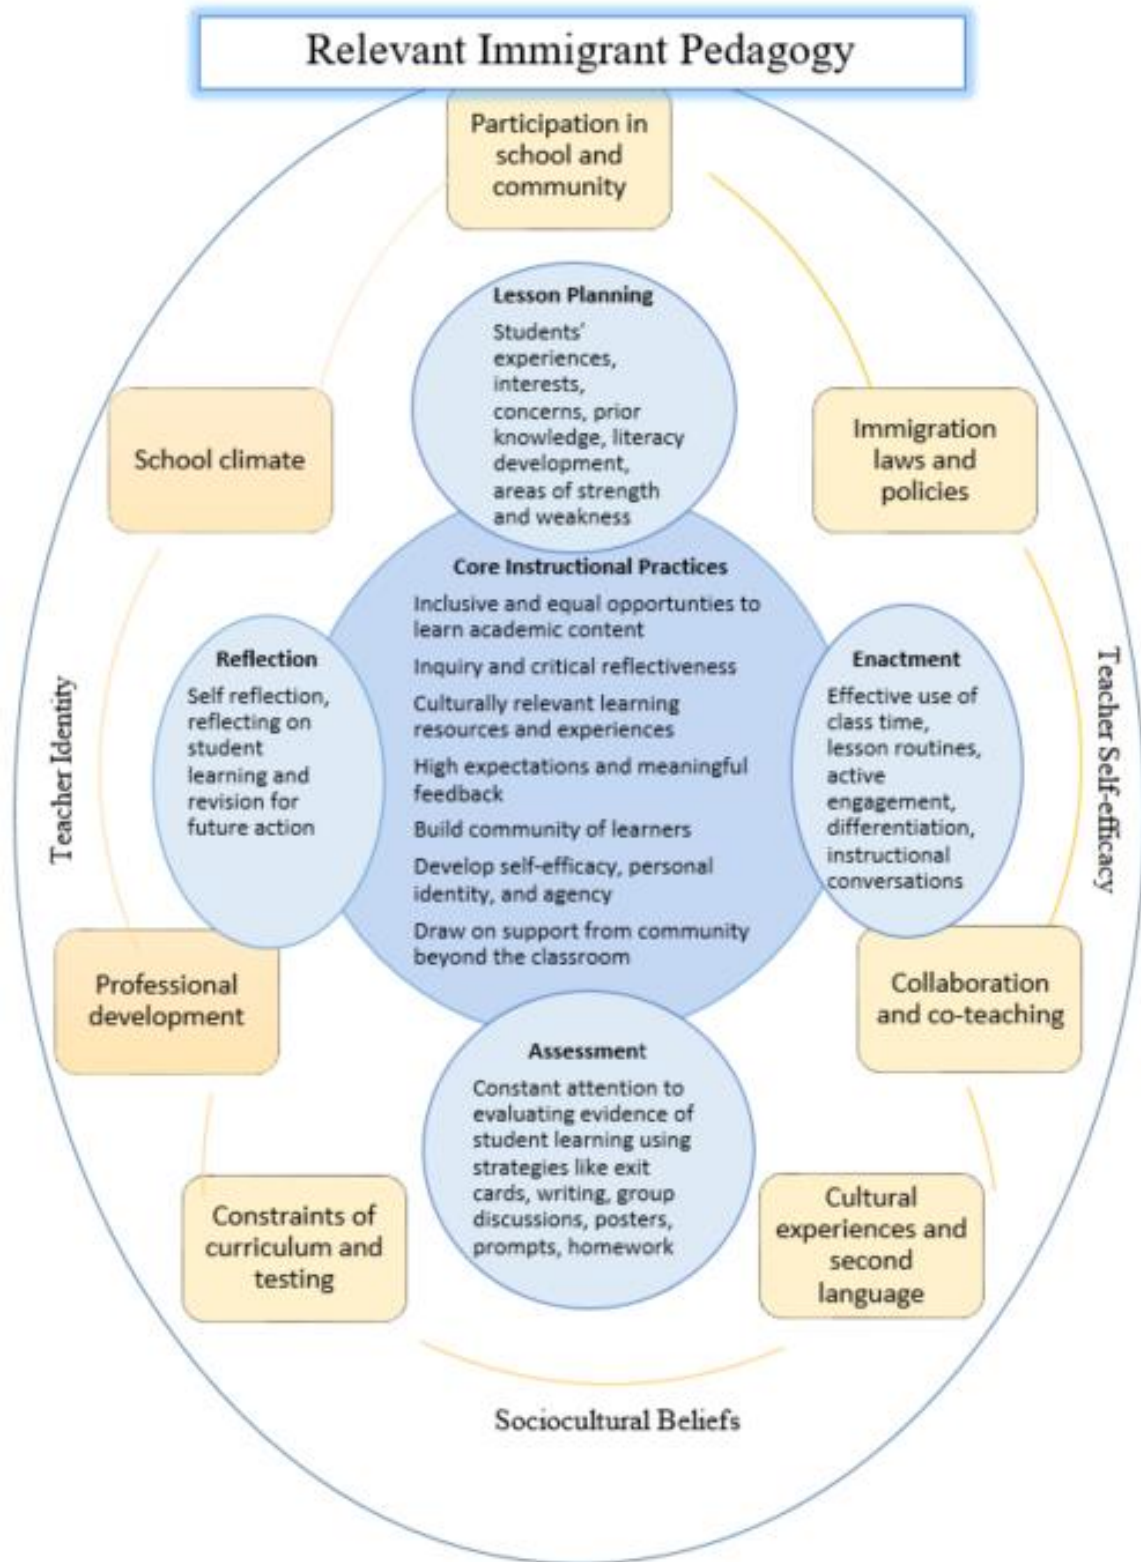 Relevant Immigrant Pedagogy
Participation in
school and
community
Lesson Planning
Students'
experiences,
interests,
concerns, prior
knowledge, literacy
development,
areas of strength
and weakness
School climate
Immigration
laws and
policies
Core Instructional Practices
Inclusive and equal opportunties to
learn academic content
Inquiry and critical reflectiveness
Culturally relevant learning
resources and experiences
High expectations and meaningful
feedback
Build community of learners
Develop self-efficacy, personal
identity, and agency
Draw on support from community
beyond the classroom
Reflection
Self reflection,
reflecting on
student
learning and
revision for
future action
Enactment
Effective use of
class time,
lesson routines,
active
engagement,
differentiation,
instructional
conversations
Teacher Identity
Teacher Self-efficacy
Professional
development
Collaboration
and co-teaching
Assessment
Constant attention to
evaluating evidence of
student learning using
strategies like exit
cards, writing, group
discussions, posters,
prompts, homework
Constraints of
curriculum and
testing
Cultural
experiences and
second
language
Sociocultural Beliefs